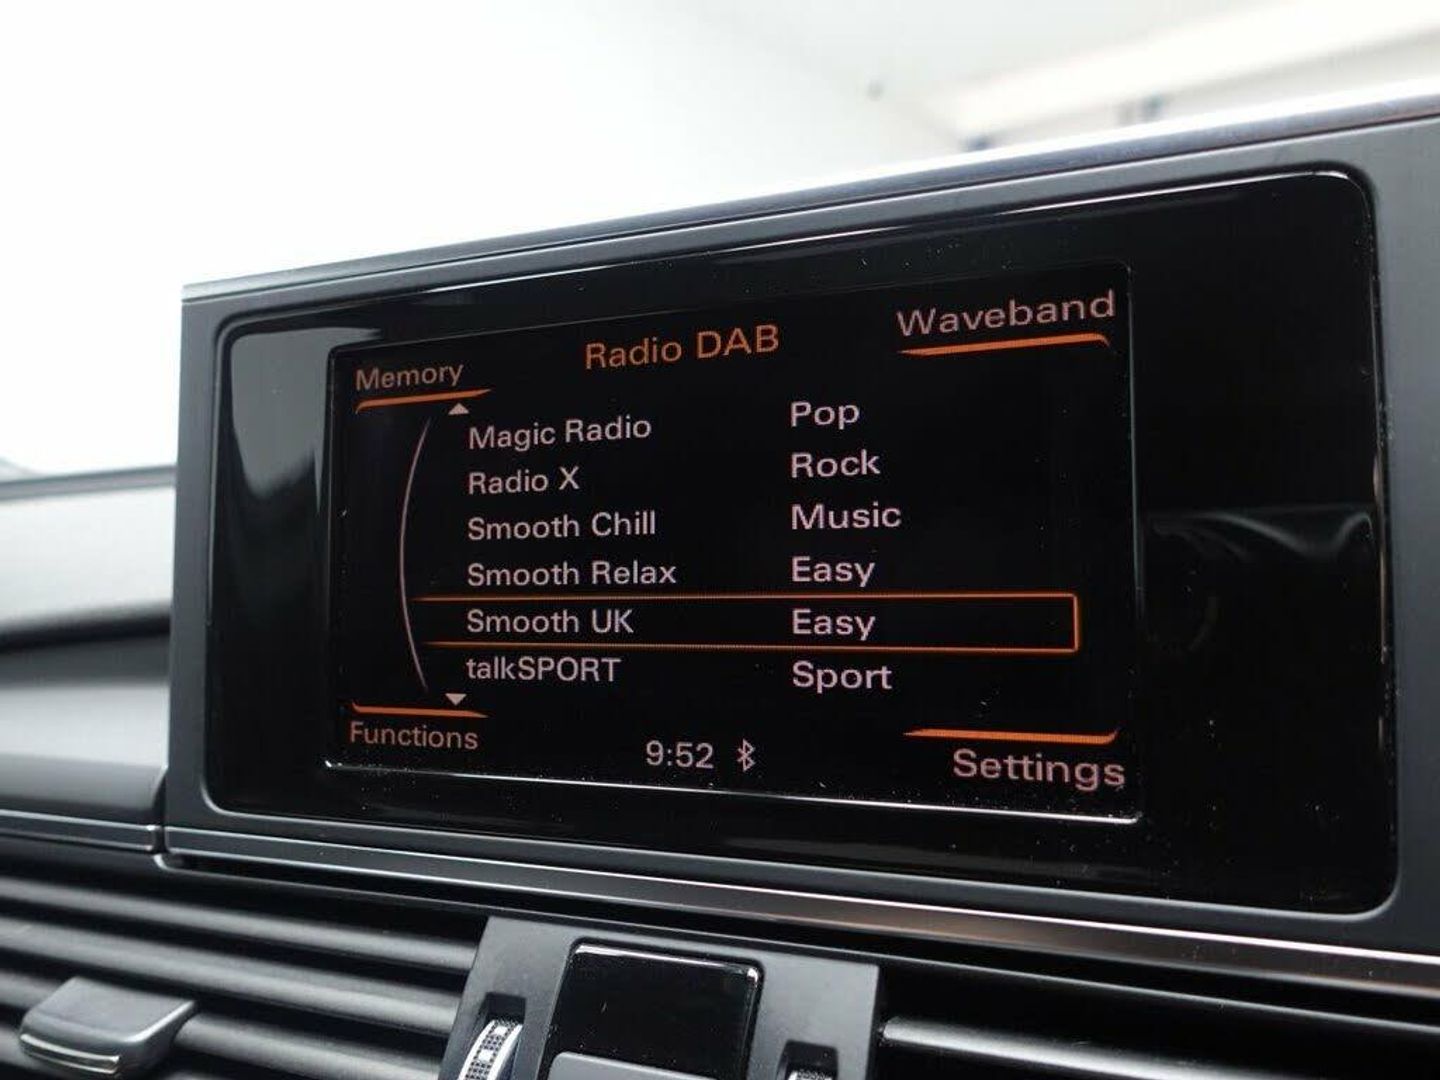 Memory
Radio DAB
Waveband
Magic Radio Pop
Radio X Rock
Smooth Chill Music
Smooth Relax Easy
Smooth UK Easy
talkSPORT Sport
Functions
9:52
Settings